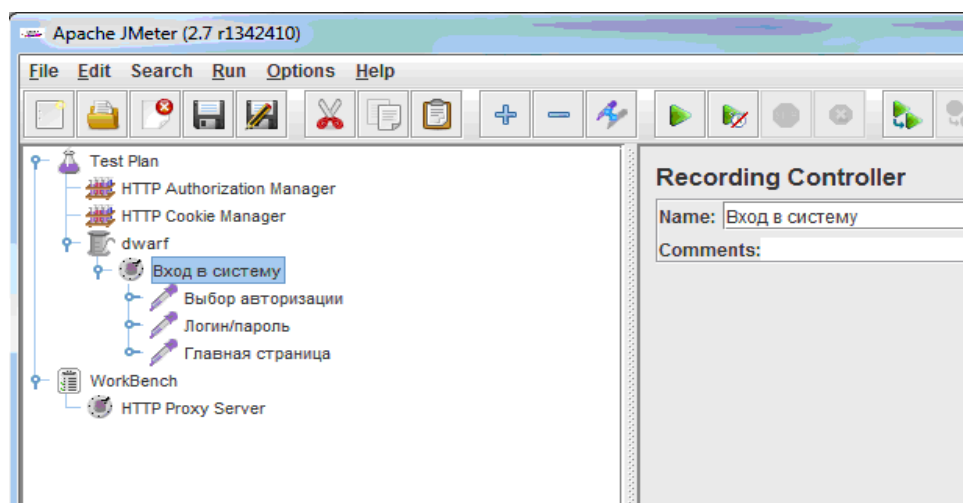 Apache JMeter (2.7 r1342410)
File Edit Search Run Options Help
Test Plan
HTTP Authorization Manager
HTTP Cookie Manager
dwarf
Вход в систему
Выбор авторизации
Логин/пароль
Главная страница
WorkBench
HTTP Proxy Server
Recording Controller
Name: Вход в систему
Comments: